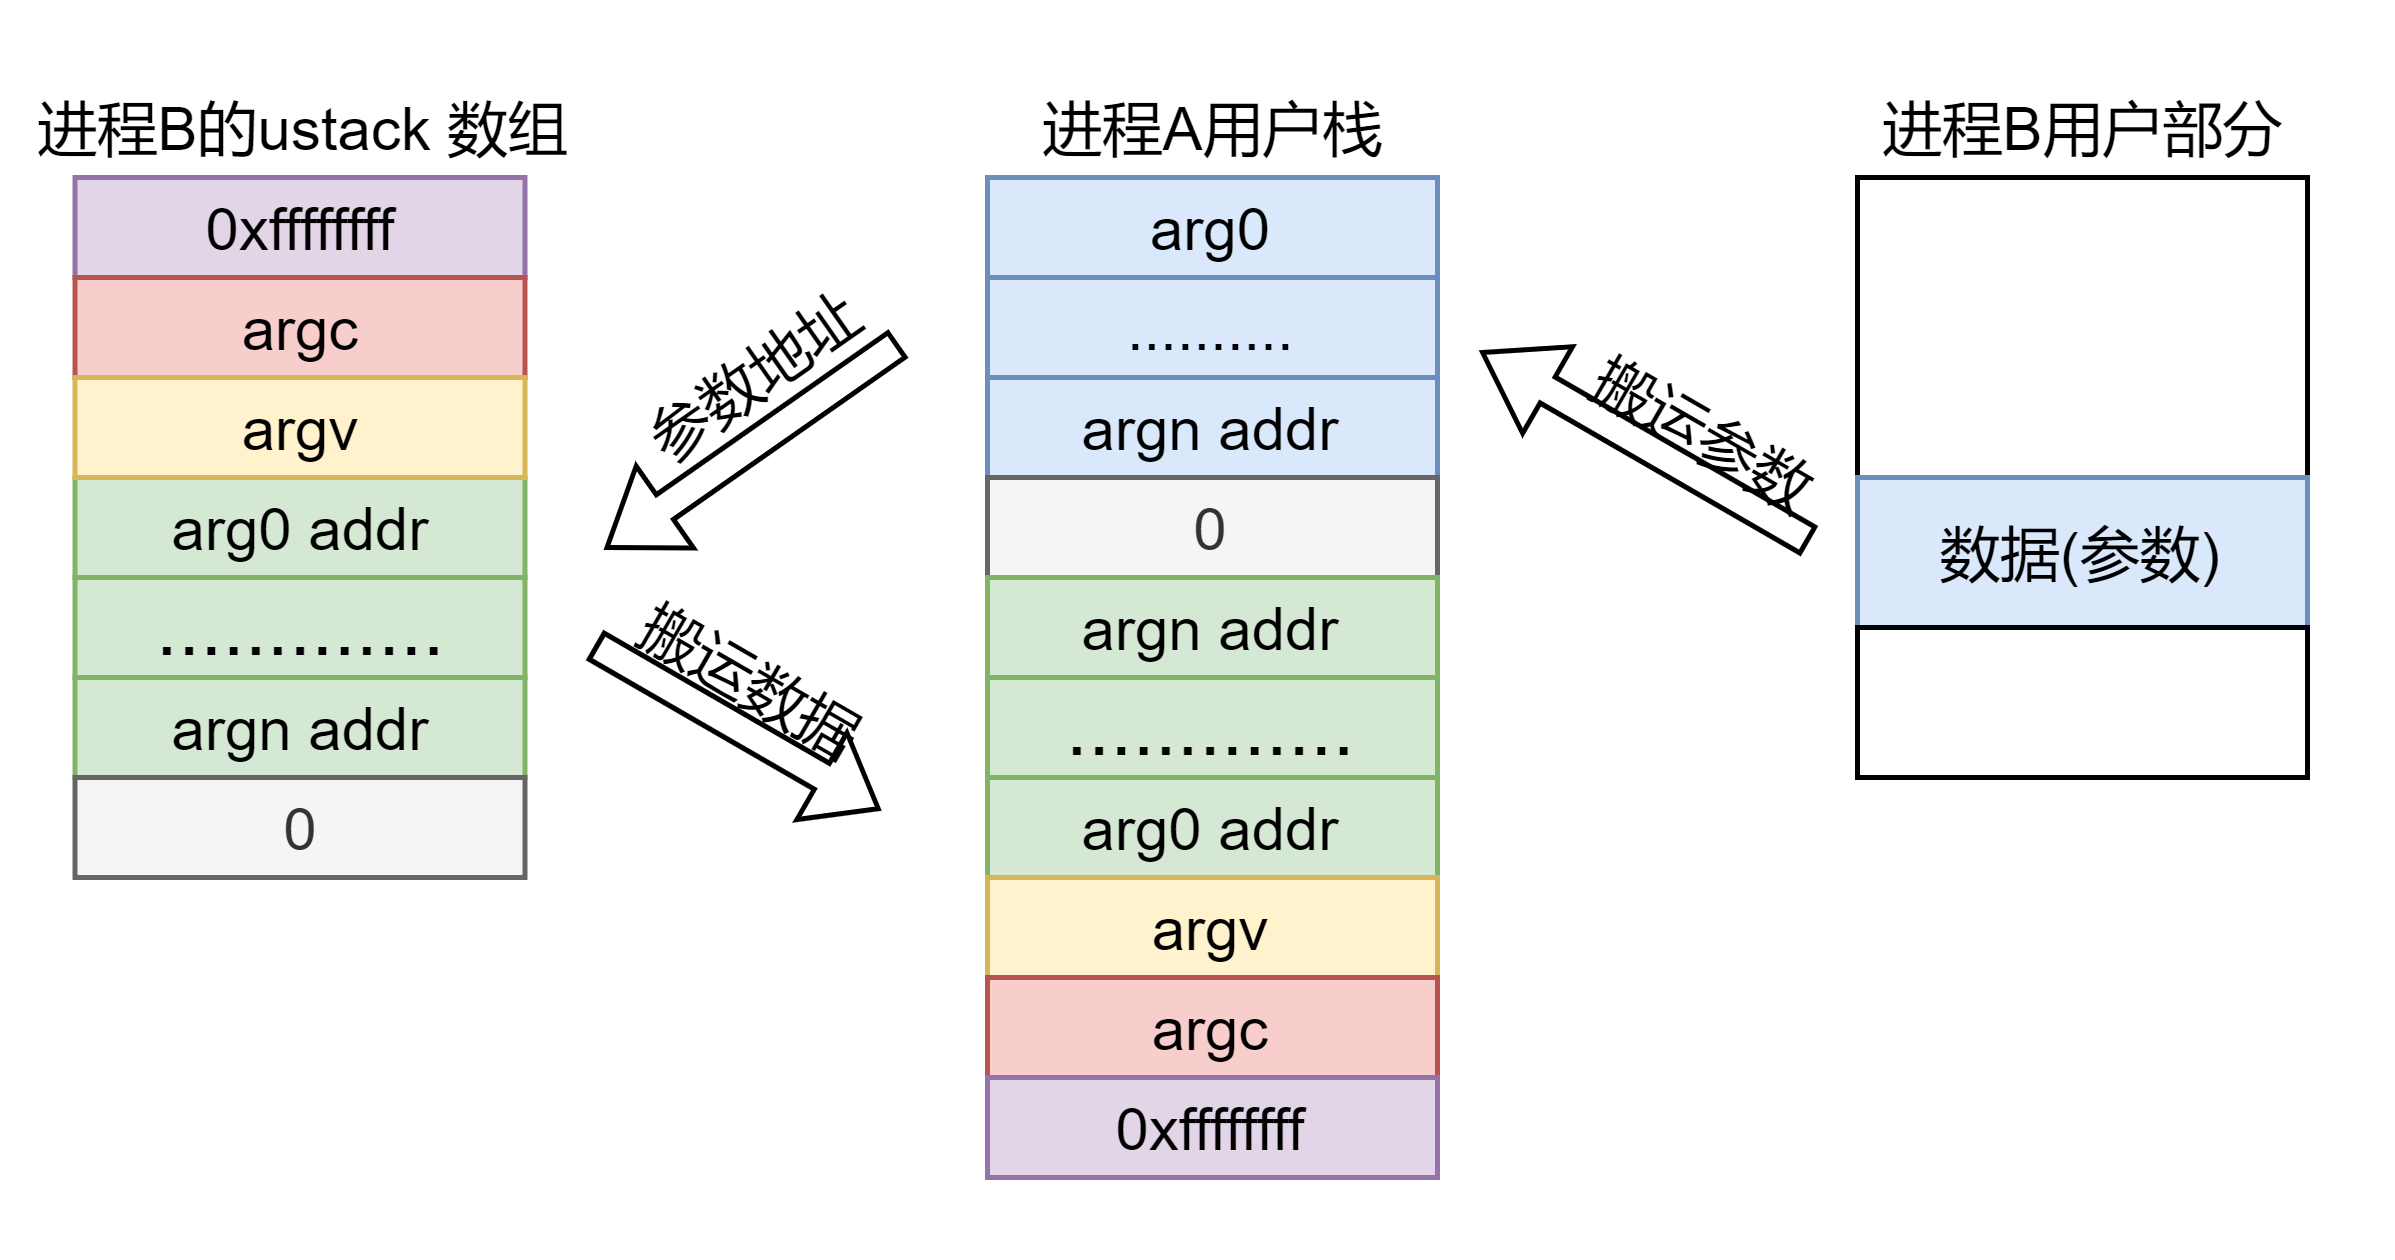 进程B的ustack 数组
0xffffffff
argc
argv
arg0 addr
.............
argn addr
0
参数地址
搬运数据
进程A用户栈
arg0
..........
argn addr
0
argn addr
.............
arg0 addr
argv
argc
0xffffffff
搬运参数
进程B用户部分
数据(参数)